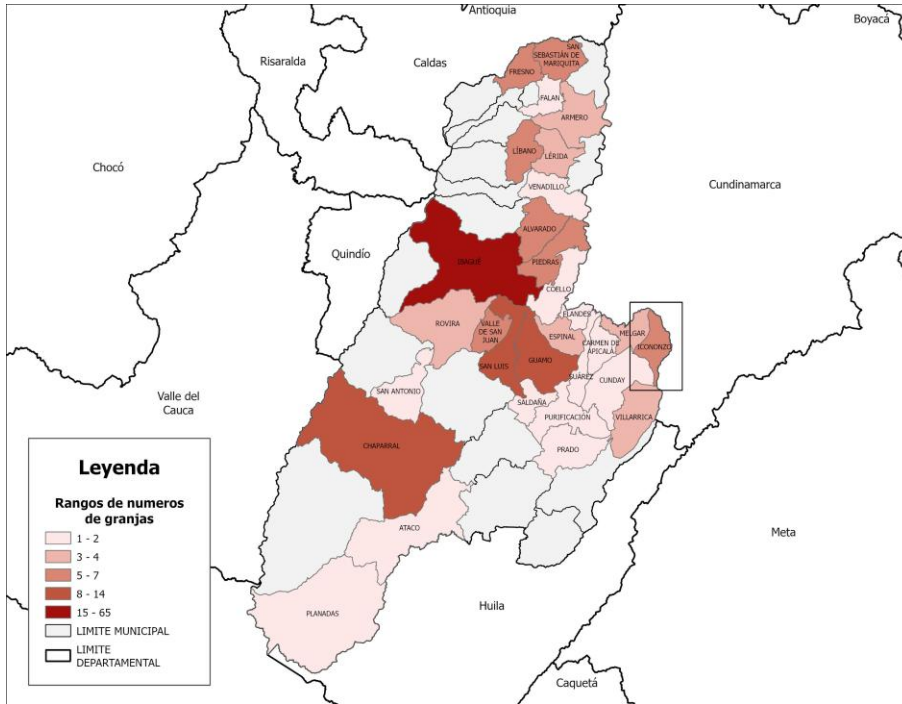 Antioquia
Boyacá
Risaralda
Caldas
SAN
SEBASTIÁN DE
MARIQUITA
FRESNO
FALAN
ARMERO
Chocó
LÍBANO
LÉRIDA
Cundinamarca
VENADILLO
ALVARADO
Quindío
IBAGUÉ
PIEDRAS
COELLO
FLANDES
ROVIRA
VALLE
DE SAN
JUAN
ESPINAL
CARMEN DE
APICALÁ
MELGAR
ICONONZO
SAN LUIS
GUAMO
SUÁREZ
CUNDAY
SAN ANTONIO
SALDAÑA
Valle del
Cauca
PURIFICACIÓN
VILLARRICA
CHAPARRAL
PRADO
ATACO
Meta
PLANADAS
Huila
Caquetá
Leyenda
Rangos de numeros
de granjas
1 - 2
3 - 4
5 - 7
8 - 14
15 - 65
LIMITE MUNICIPAL
LIMITE
DEPARTAMENTAL